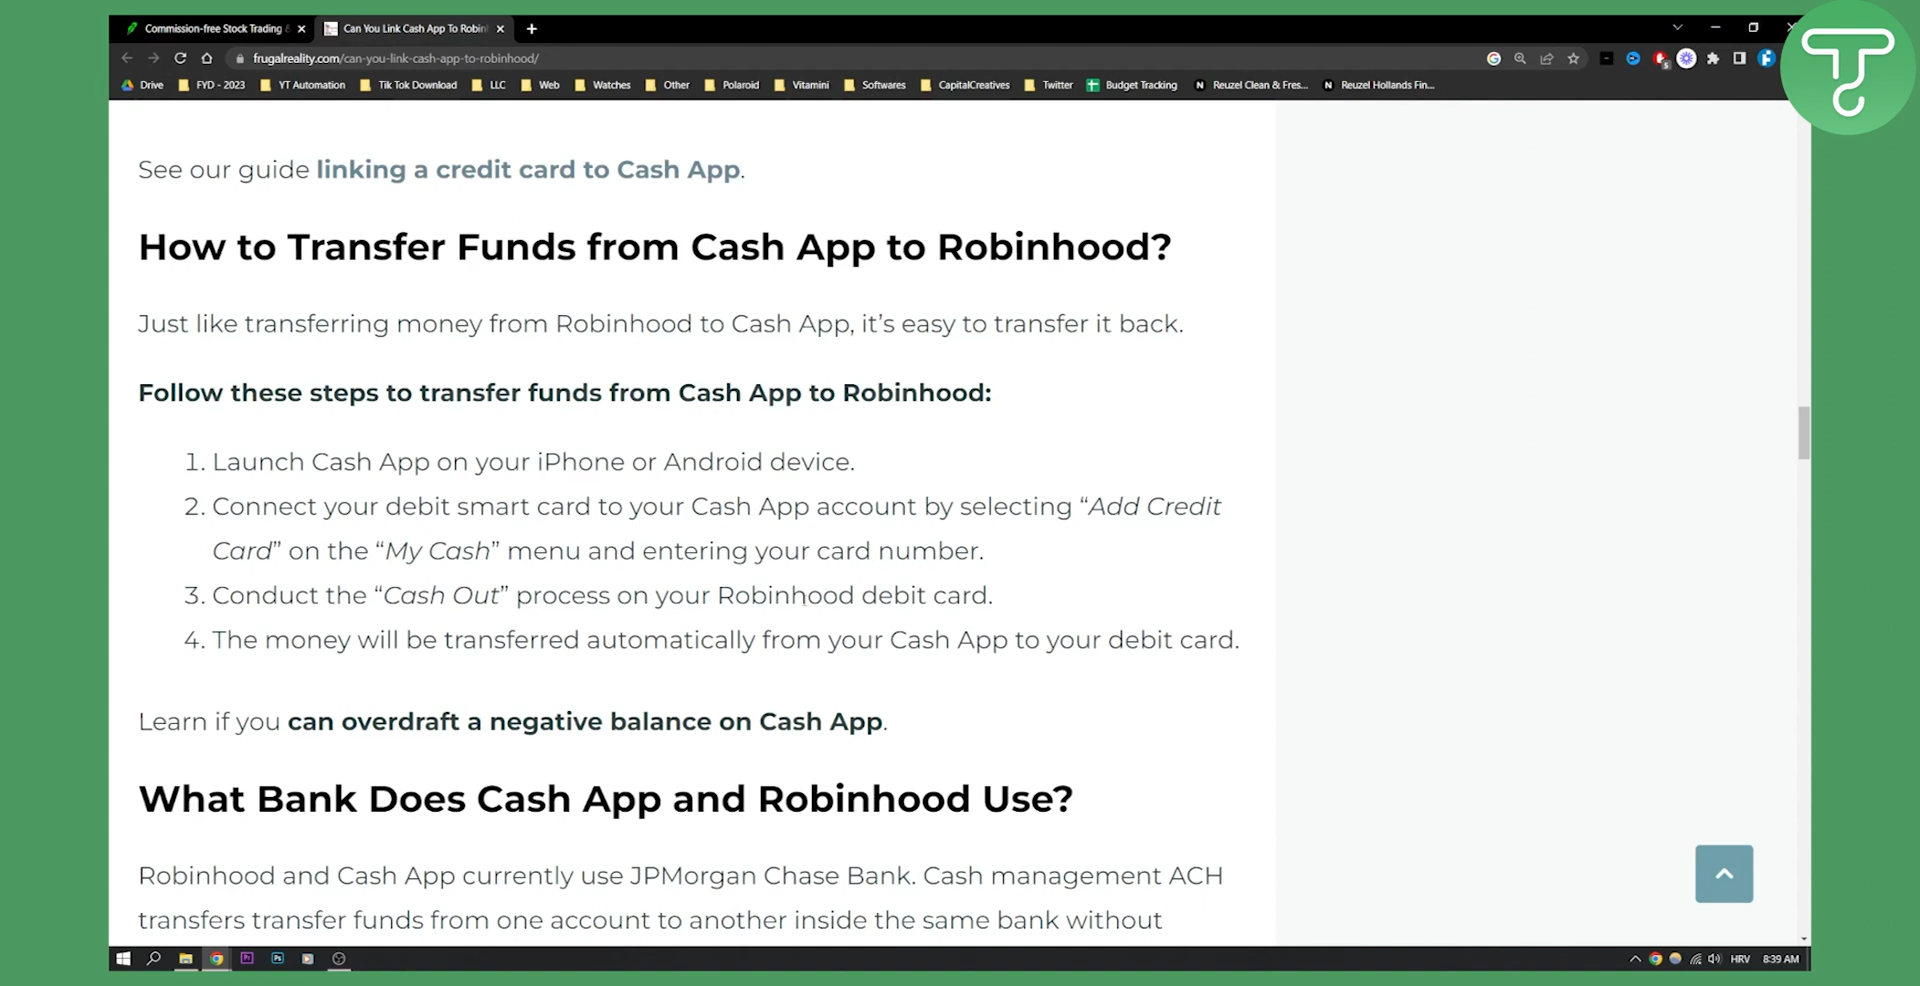 Commission-free Stock Trading
Can You Link Cash App To Robin
frugalreality.com/can-you-link-cash-app-to-robinhood/
Drive
FYD - 2023
YT Automation
Tik Tok Download
LLC
Web
Watches
Other
Polaroid
Vitamini
Softwares
CapitalCreatives
Twitter
Budget Tracking
Reuzel Clean & Fres...
Reuzel Hollands Fin...
See our guide linking a credit card to Cash App.
How to Transfer Funds from Cash App to Robinhood?
Just like transferring money from Robinhood to Cash App, it's easy to transfer it back.
Follow these steps to transfer funds from Cash App to Robinhood:
1. Launch Cash App on your iPhone or Android device.
2. Connect your debit smart card to your Cash App account by selecting “Add Credit
Card” on the “My Cash” menu and entering your card number.
3. Conduct the “Cash Out” process on your Robinhood debit card.
4. The money will be transferred automatically from your Cash App to your debit card.
Learn if you can overdraft a negative balance on Cash App.
What Bank Does Cash App and Robinhood Use?
Robinhood and Cash App currently use JPMorgan Chase Bank. Cash management ACH
transfers transfer funds from one account to another inside the same bank without
HRV
8:39 AM